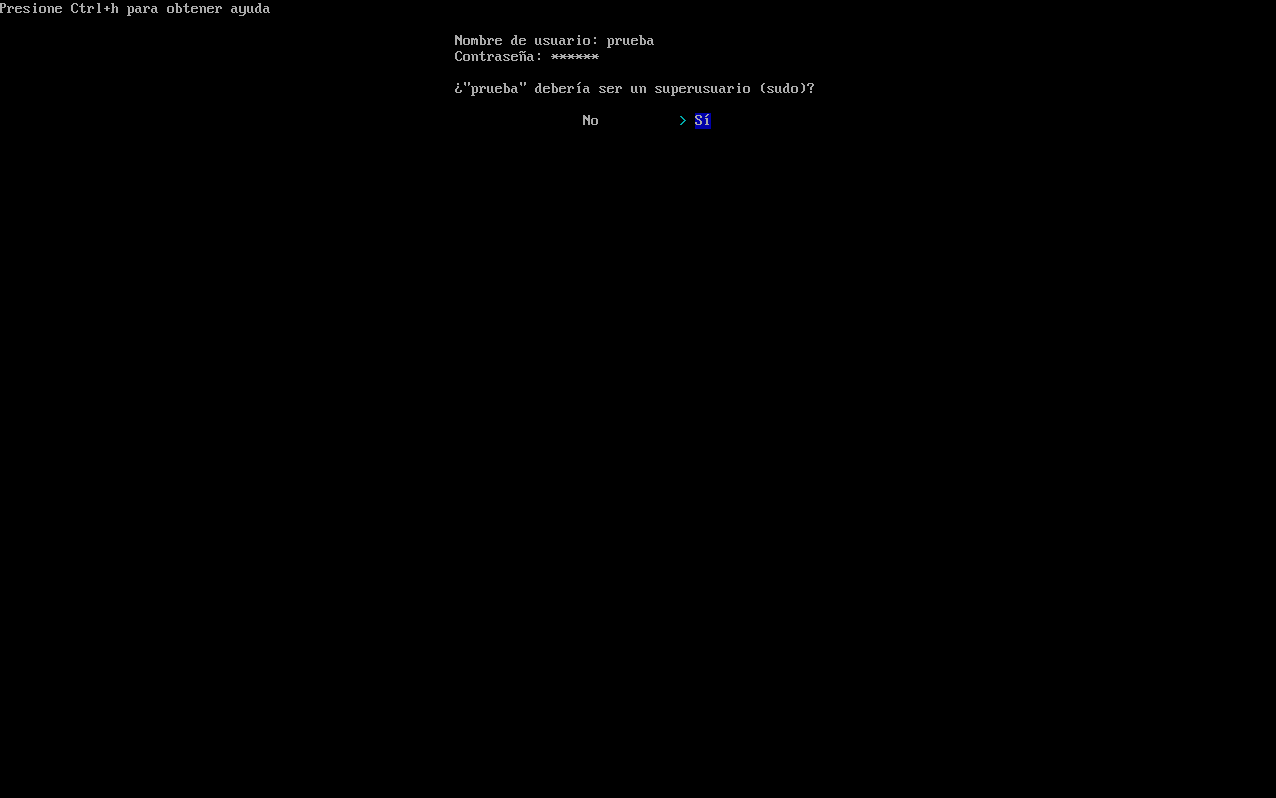 Presione Ctrl+h para obtener ayuda
Nombre de usuario: prueba
Contraseña: ******
¿"prueba" debería ser un superusuario (sudo)?
No > Sí